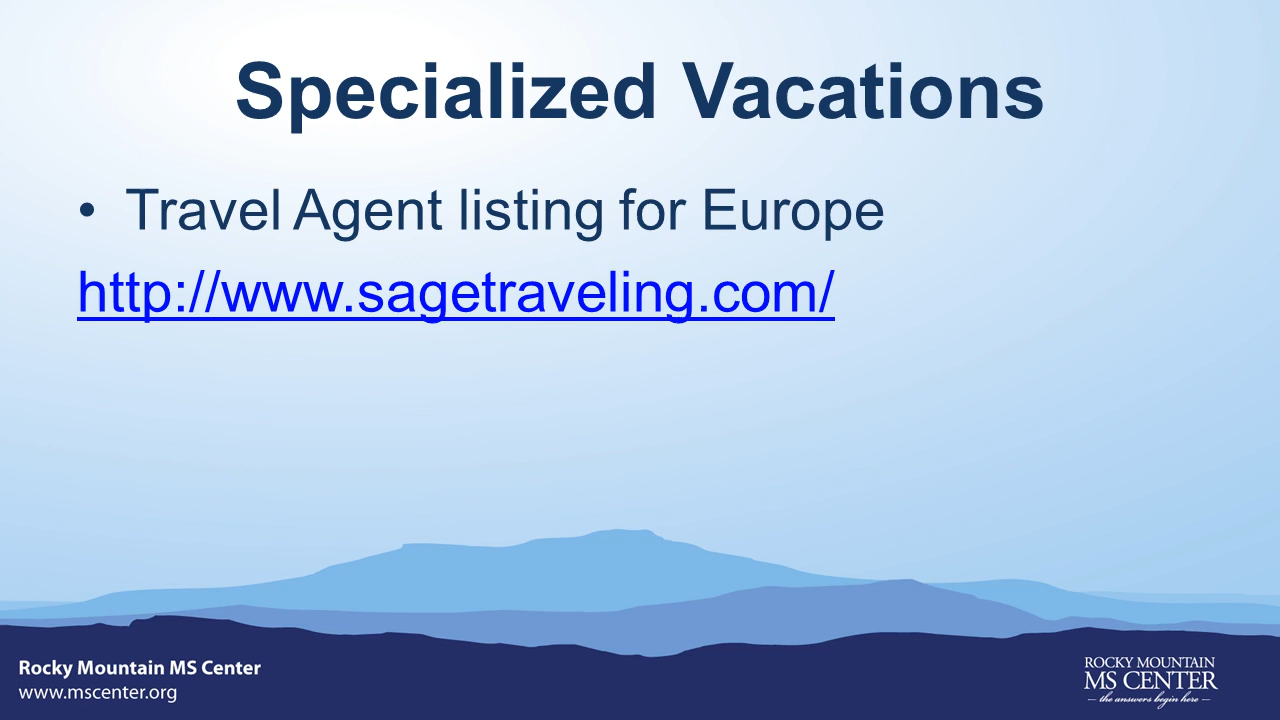 Specialized Vacations
• Travel Agent listing for Europe
http://www.sagetraveling.com/
Rocky Mountain MS Center
www.mscenter.org
ROCKY MOUNTAIN
MS CENTER
— the answers begin here —